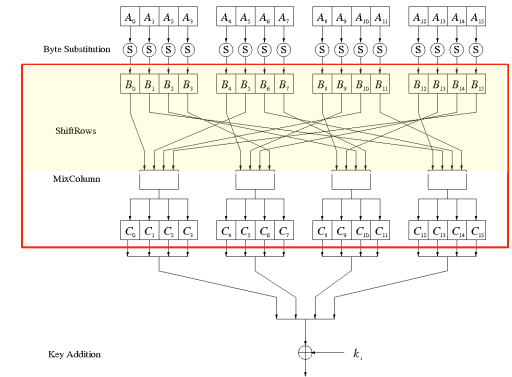 A₀ A₁ A₂ A₃ A₄ A₅ A₆ A₇ A₈ A₉ A₁₀ A₁₁ A₁₂ A₁₃ A₁₄ A₁₅
Byte Substitution S S S S S S S S S S S S S S S S
B₀ B₁ B₂ B₃ B₄ B₅ B₆ B₇ B₈ B₉ B₁₀ B₁₁ B₁₂ B₁₃ B₁₄ B₁₅
ShiftRows
MixColumn
C₀ C₁ C₂ C₃ C₄ C₅ C₆ C₇ C₈ C₉ C₁₀ C₁₁ C₁₂ C₁₃ C₁₄ C₁₅
Key Addition kᵢ